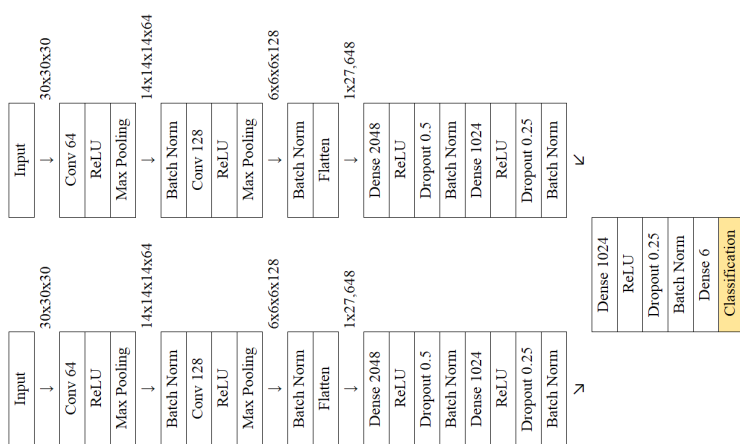 Input
30x30x30
Conv 64
ReLU
Max Pooling
14x14x14x64
Batch Norm
Conv 128
ReLU
Max Pooling
6x6x6x128
Batch Norm
Flatten
1x27,648
Dense 2048
ReLU
Dropout 0.5
Batch Norm
Dense 1024
ReLU
Dropout 0.25
Batch Norm
Input
30x30x30
Conv 64
ReLU
Max Pooling
14x14x14x64
Batch Norm
Conv 128
ReLU
Max Pooling
6x6x6x128
Batch Norm
Flatten
1x27,648
Dense 2048
ReLU
Dropout 0.5
Batch Norm
Dense 1024
ReLU
Dropout 0.25
Batch Norm
Dense 1024
ReLU
Dropout 0.25
Batch Norm
Dense 6
Classification